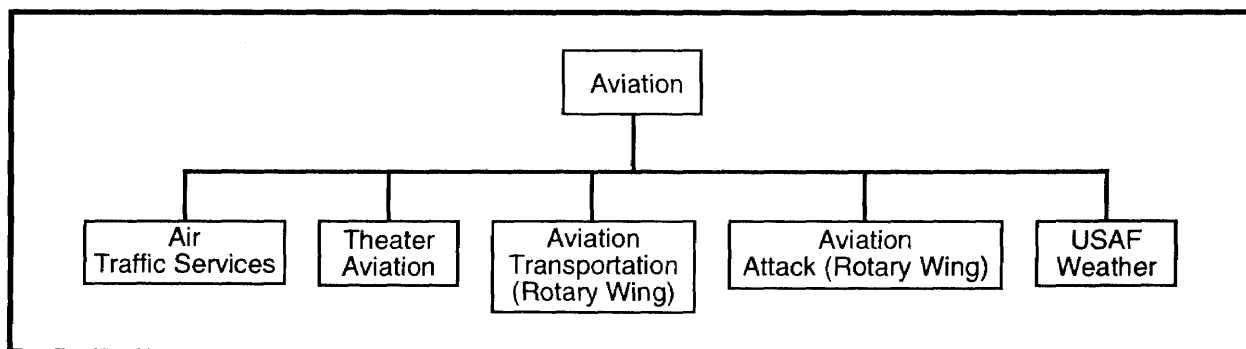 Aviation
Air
Traffic Services
Theater
Aviation
Aviation
Transportation
(Rotary Wing)
Aviation
Attack (Rotary Wing)
USAF
Weather